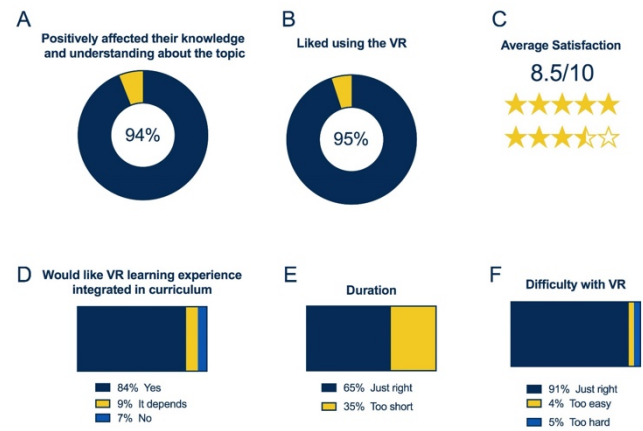 A
Positively affected their knowledge
and understanding about the topic
94%
B
Liked using the VR
95%
C
Average Satisfaction
8.5/10
D
Would like VR learning experience
integrated in curriculum
84% Yes
9% It depends
7% No
E
Duration
65% Just right
35% Too short
F
Difficulty with VR
91% Just right
4% Too easy
5% Too hard